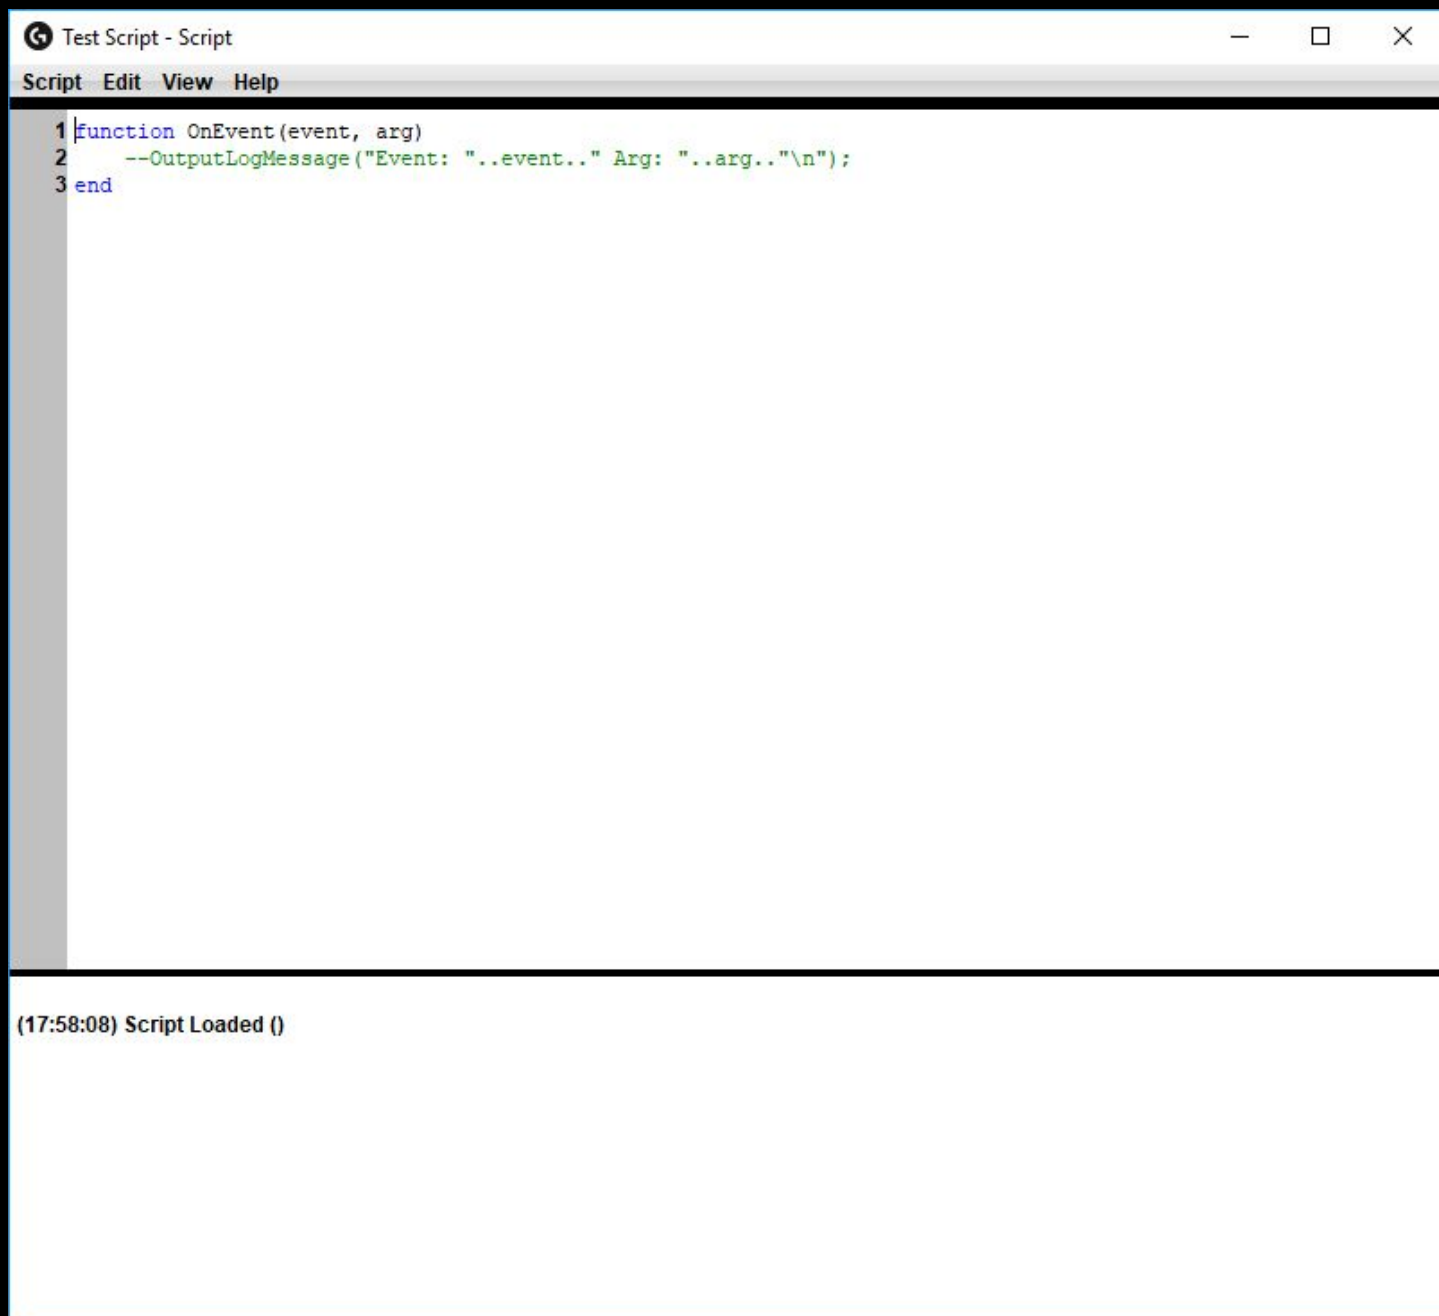 Test Script - Script
Script Edit View Help
1 function OnEvent(event, arg)
2 --OutputLogMessage("Event: "..event.." Arg: "..arg.."\n");
3 end
(17:58:08) Script Loaded ()